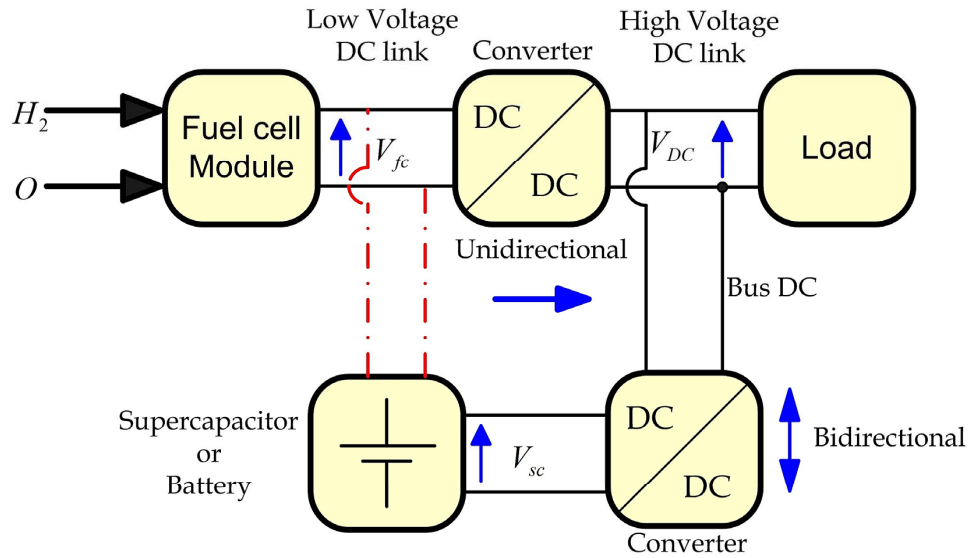 Low Voltage
DC link
Converter
High Voltage
DC link
H2
O
Fuel cell
Module
Vfc
DC
DC
VDC
Load
Unidirectional
Bus DC
Supercapacitor
or
Battery
Vsc
DC
DC
Bidirectional
Converter